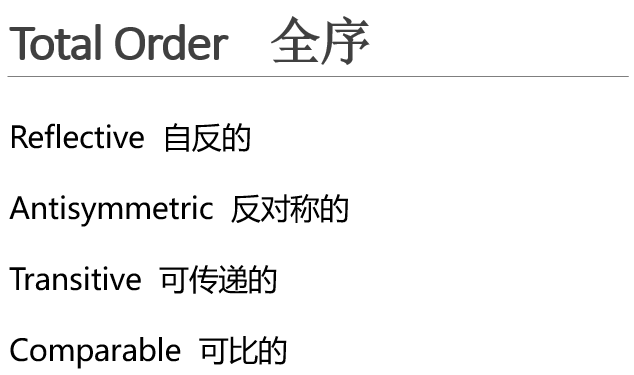 Total Order 全序
Reflective 自反的
Antisymmetric 反对称的
Transitive 可传递的
Comparable 可比的